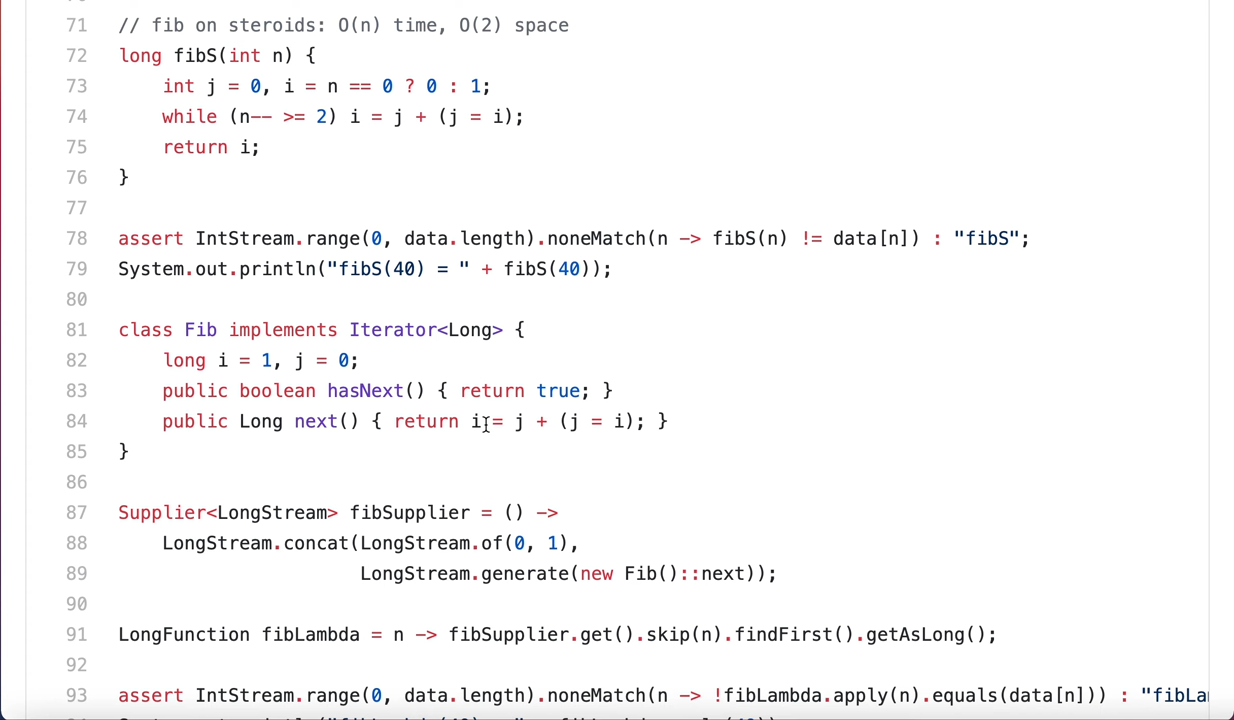 71 // fib on steroids: O(n) time, O(2) space
72 long fibS(int n) {
73 int j = 0, i = n == 0 ? 0 : 1;
74 while (n-- >= 2) i = j + (j = i);
75 return i;
76 }
77
78 assert IntStream.range(0, data.length).noneMatch(n -> fibS(n) != data[n]) : "fibS";
79 System.out.println("fibS(40) = " + fibS(40));
80
81 class Fib implements Iterator<Long> {
82 long i = 1, j = 0;
83 public boolean hasNext() { return true; }
84 public Long next() { return i = j + (j = i); }
85 }
86
87 Supplier<LongStream> fibSupplier = () ->
88 LongStream.concat(LongStream.of(0, 1),
89 LongStream.generate(new Fib()::next));
90
91 LongFunction fibLambda = n -> fibSupplier.get().skip(n).findFirst().getAsLong();
92
93 assert IntStream.range(0, data.length).noneMatch(n -> !fibLambda.apply(n).equals(data[n])) : "fibLa